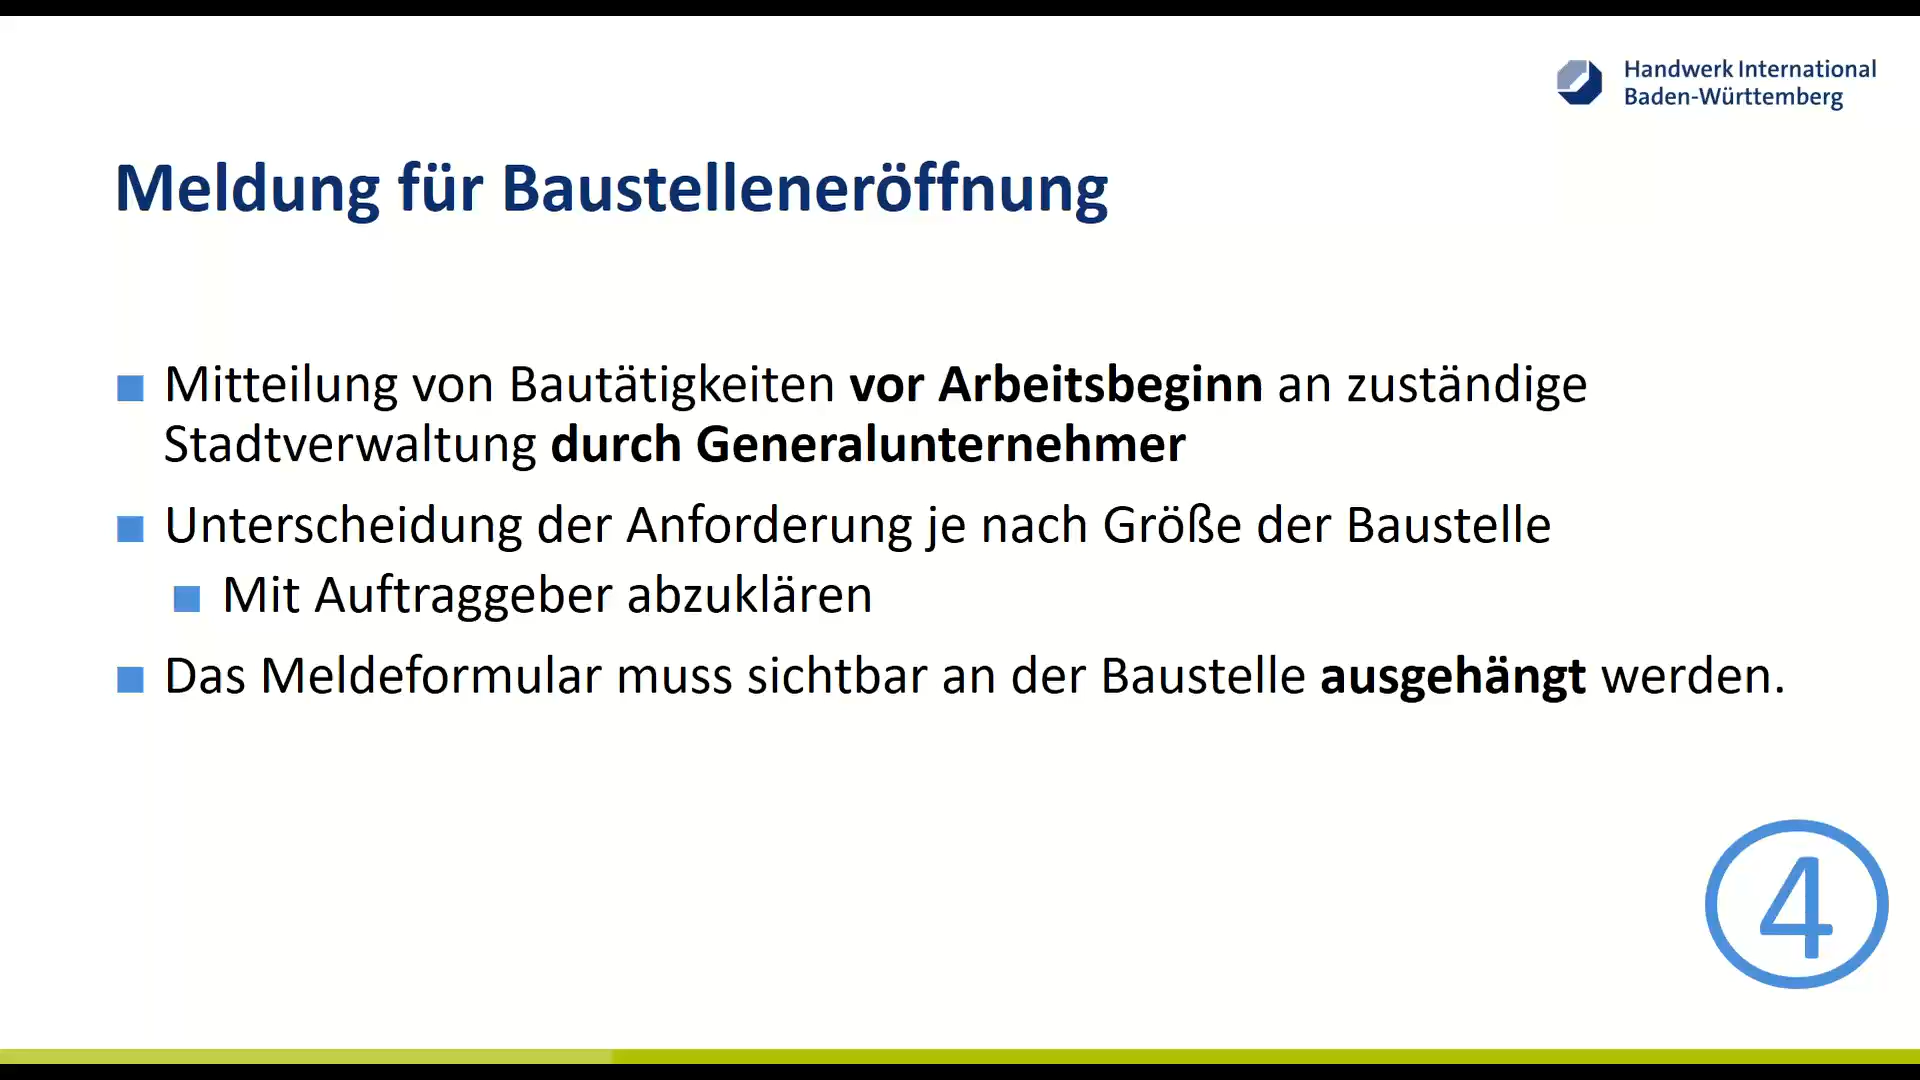 Handwerk International
Baden-Württemberg
Meldung für Baustelleneröffnung
Mitteilung von Bautätigkeiten vor Arbeitsbeginn an zuständige
Stadtverwaltung durch Generalunternehmer
Unterscheidung der Anforderung je nach Größe der Baustelle
Mit Auftraggeber abzuklären
Das Meldeformular muss sichtbar an der Baustelle ausgehängt werden.
4